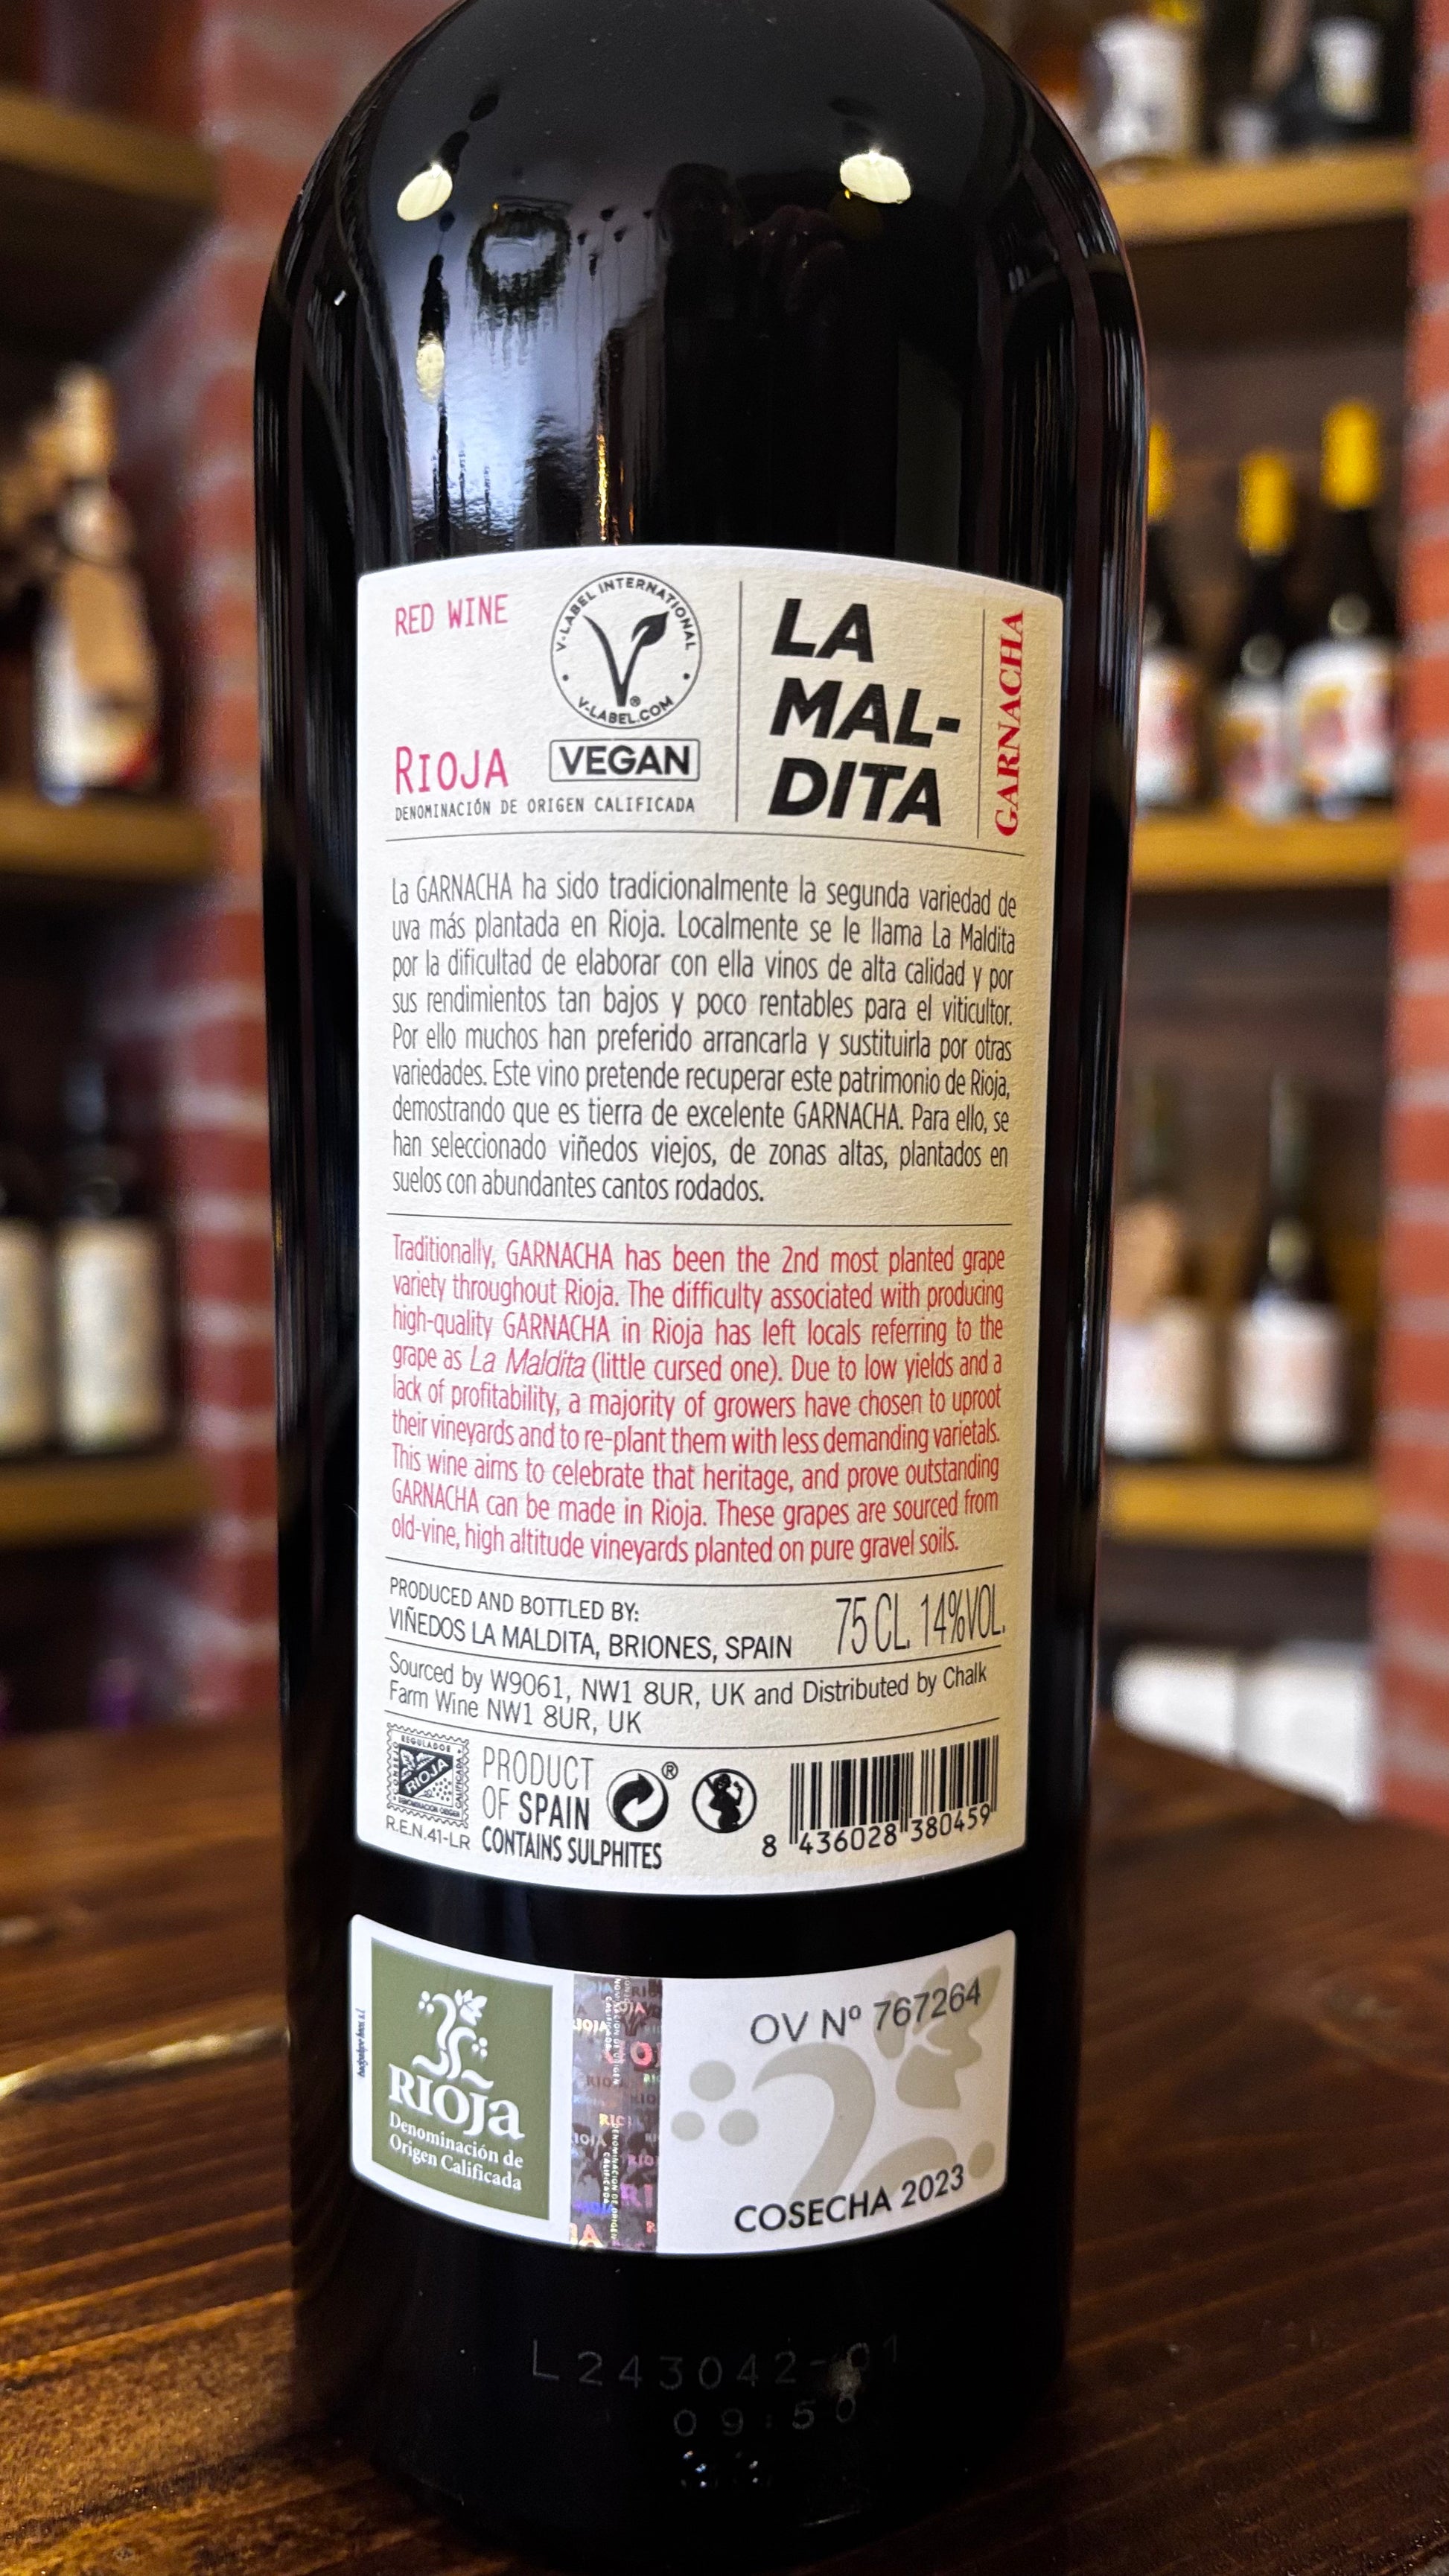 RED WINE
V-LABEL INTERNATIONAL
V-LABEL.COM
®
VEGAN
RIOJA
DENOMINACIÓN DE ORIGEN CALIFICADA
LA
MAL-
DITA
GARNACHA
La GARNACHA ha sido tradicionalmente la segunda variedad de
uva más plantada en Rioja. Localmente se le llama La Maldita
por la dificultad de elaborar con ella vinos de alta calidad y por
sus rendimientos tan bajos y poco rentables para el viticultor.
Por ello muchos han preferido arrancarla y sustituirla por otras
variedades. Este vino pretende recuperar este patrimonio de Rioja,
demostrando que es tierra de excelente GARNACHA. Para ello, se
han seleccionado viñedos viejos, de zonas altas, plantados en
suelos con abundantes cantos rodados.
Traditionally, GARNACHA has been the 2nd most planted grape
variety throughout Rioja. The difficulty associated with producing
high-quality GARNACHA in Rioja has left locals referring to the
grape as La Maldita (little cursed one). Due to low yields and a
lack of profitability, a majority of growers have chosen to uproot
their vineyards and to re-plant them with less demanding varietals.
This wine aims to celebrate that heritage, and prove outstanding
GARNACHA can be made in Rioja. These grapes are sourced from
old-vine, high altitude vineyards planted on pure gravel soils.
PRODUCED AND BOTTLED BY:
VIÑEDOS LA MALDITA, BRIONES, SPAIN
75 CL. 14%VOL.
Sourced by W9061, NW1 8UR, UK and Distributed by Chalk
Farm Wine NW1 8UR, UK
REGULADOR
RIOJA
DENOMINACION ORIGEN
CALIFICADA
R.E.N.41-LR
PRODUCT
OF SPAIN
CONTAINS SULPHITES
®
8 436028 380459
RIOJA
Denominación de
Origen Calificada
OV Nº 767264
COSECHA 2023
L243042-01
09:50